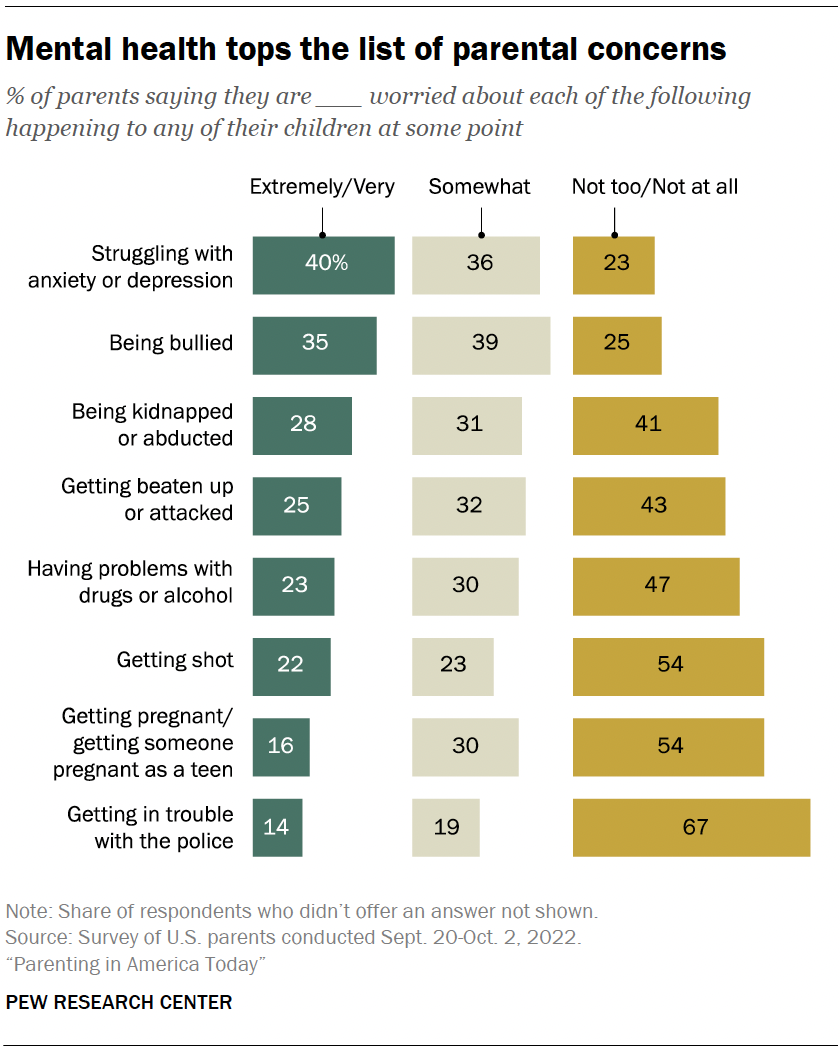 Mental health tops the list of parental concerns
% of parents saying they are ___ worried about each of the following
happening to any of their children at some point
Extremely/Very Somewhat Not too/Not at all
Struggling with
anxiety or depression
40% 36 23
Being bullied 35 39 25
Being kidnapped
or abducted
28 31 41
Getting beaten up
or attacked
25 32 43
Having problems with
drugs or alcohol
23 30 47
Getting shot 22 23 54
Getting pregnant/
getting someone
pregnant as a teen
16 30 54
Getting in trouble
with the police
14 19 67
Note: Share of respondents who didn’t offer an answer not shown.
Source: Survey of U.S. parents conducted Sept. 20-Oct. 2, 2022.
“Parenting in America Today”
PEW RESEARCH CENTER